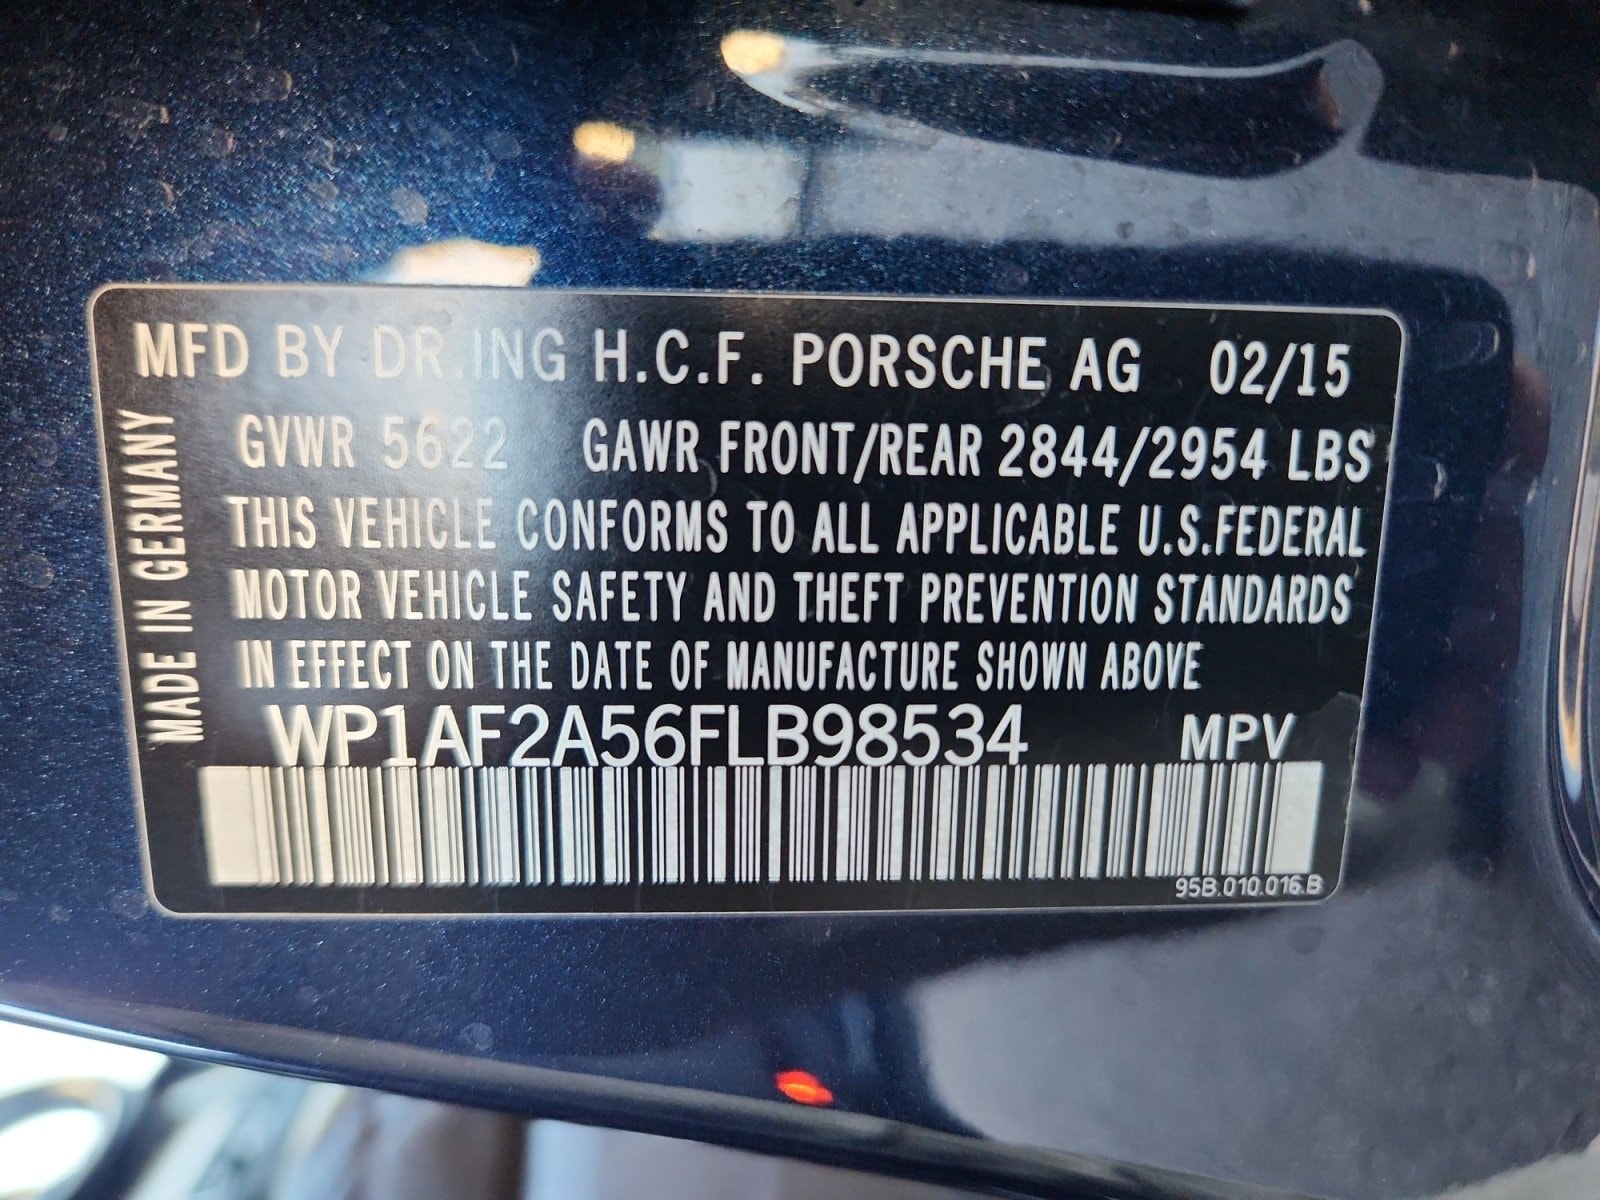 MFD BY DR.ING H.C.F. PORSCHE AG 02/15
GVWR 5622 GAWR FRONT/REAR 2844/2954 LBS
THIS VEHICLE CONFORMS TO ALL APPLICABLE U.S.FEDERAL
MOTOR VEHICLE SAFETY AND THEFT PREVENTION STANDARDS
IN EFFECT ON THE DATE OF MANUFACTURE SHOWN ABOVE
WP1AF2A56FLB98534 MPV
95B.010.016.B
MADE IN GERMANY